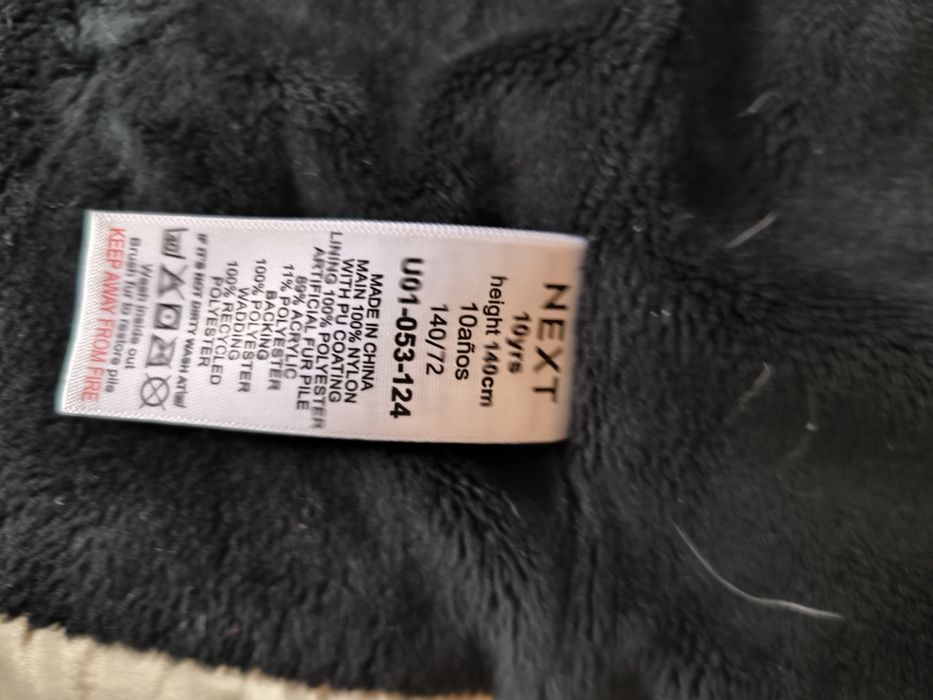 NEXT
10yrs
height 140cm
10años
140/72
U01-053-124
MADE IN CHINA
MAIN 100% NYLON
WITH PU COATING
LINING 100% POLYESTER
ARTIFICIAL FUR PILE
89% ACRYLIC
11% POLYESTER
BACKING
100% POLYESTER
WADDING
100% RECYCLED
POLYESTER
IF IT'S NOT DIRTY WASH AT
40
Wash inside out
Brush fur to restore pile
KEEP AWAY FROM FIRE